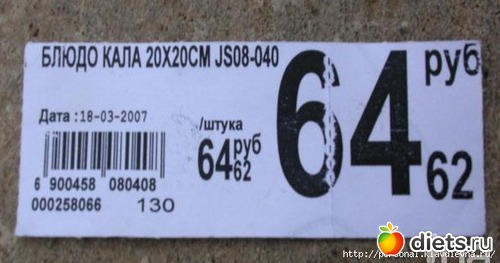 БЛЮДО КАЛА 20X20СМ JS08-040
Дата :18-03-2007
/штука
64 руб 62
64 руб 62
6 900458 080408
000258066 130
diets.ru